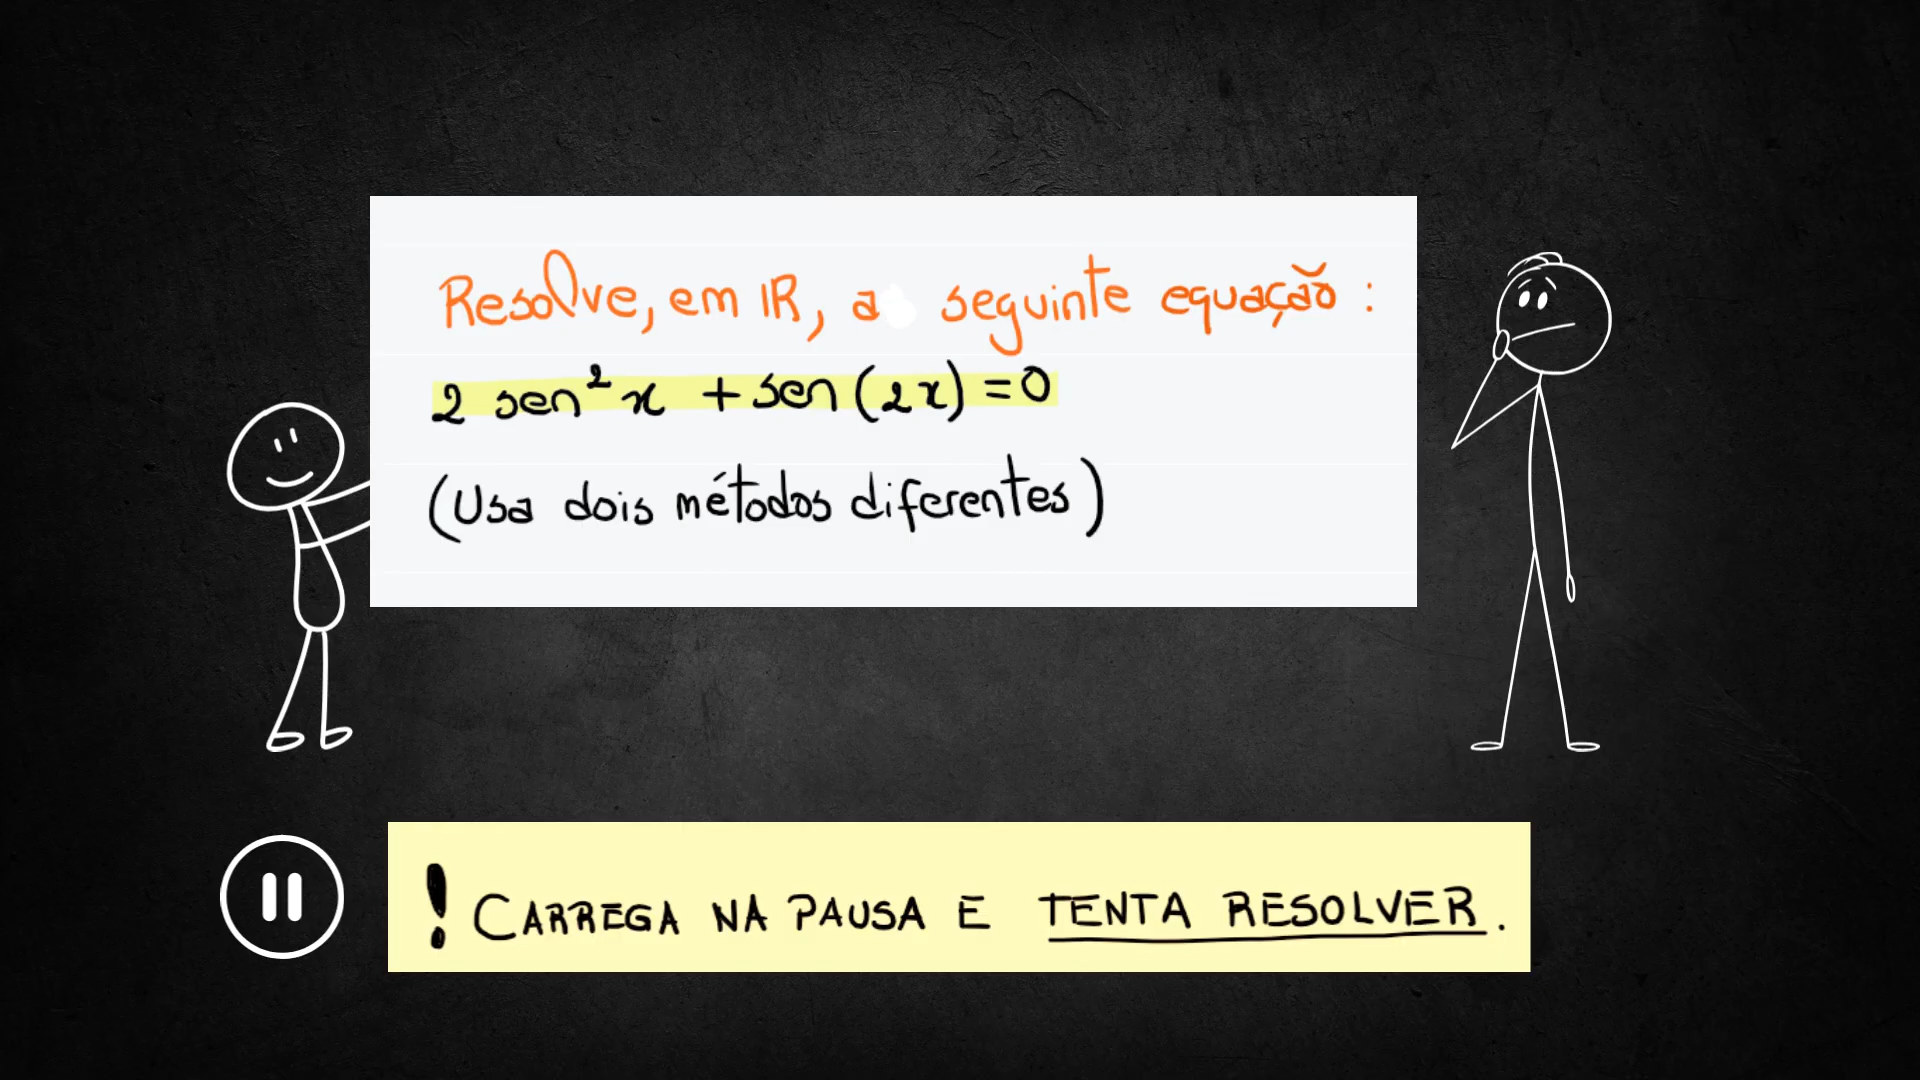 Resolve, em IR, a seguinte equação:
2 sen²x + sen(2x) = 0
(Usa dois métodos diferentes)
! CARREGA NA PAUSA E TENTA RESOLVER.